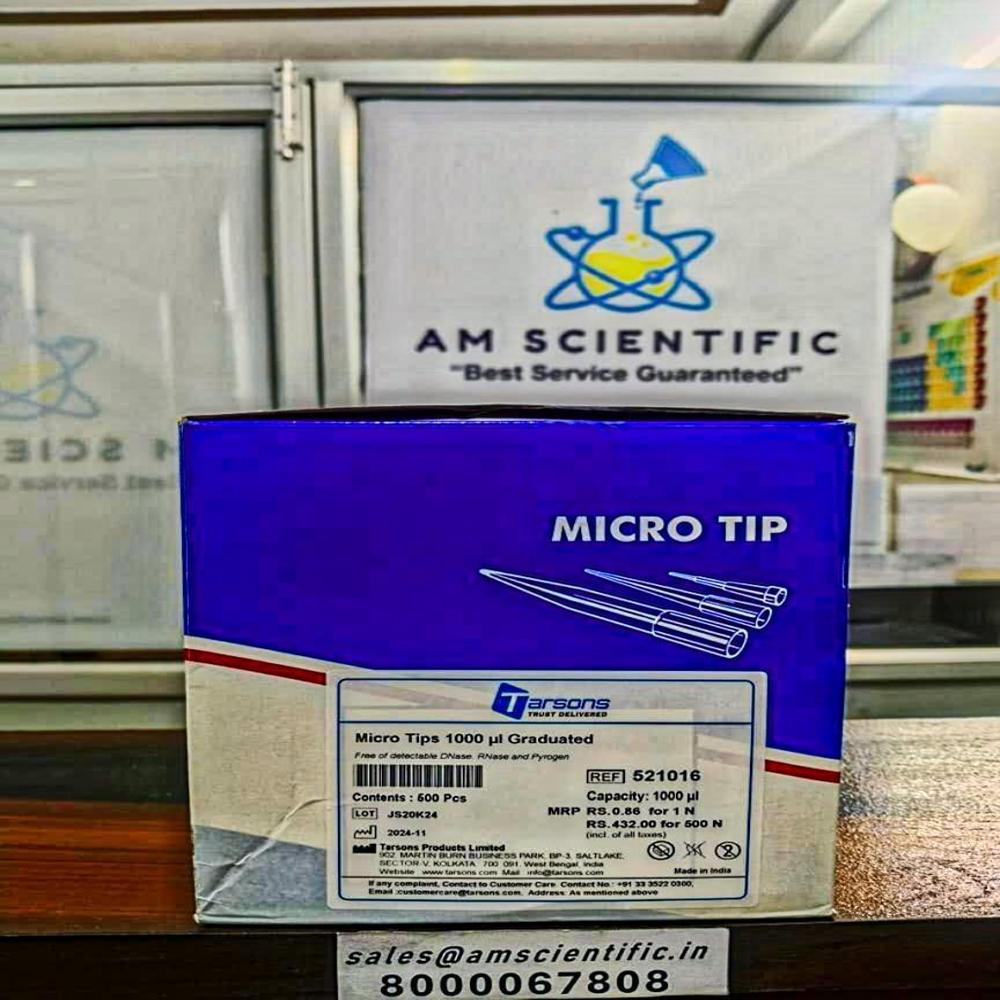 AM SCIENTIFIC
"Best Service Guaranteed"
MICRO TIP
Tarsons
TRUST DELIVERED
Micro Tips 1000 µl Graduated
Free of detectable DNase, RNase and Pyrogen
REF 521016
Contents : 500 Pcs
Capacity: 1000 µl
LOT JS20K24
MRP RS.0.86 for 1 N
RS.432.00 for 500 N
(incl. of all taxes)
2024-11
Tarsons Products Limited
902, MARTIN BURN BUSINESS PARK, BP-3, SALTLAKE,
SECTOR-V, KOLKATA 700 091, West Bengal, India
Website www.tarsons.com Mail info@tarsons.com
Made in India
If any complaint, Contact to Customer Care. Contact No.: +91 33 3522 0300,
Email :customercare@tarsons.com, Address: As mentioned above
sales@amscientific.in
8000067808